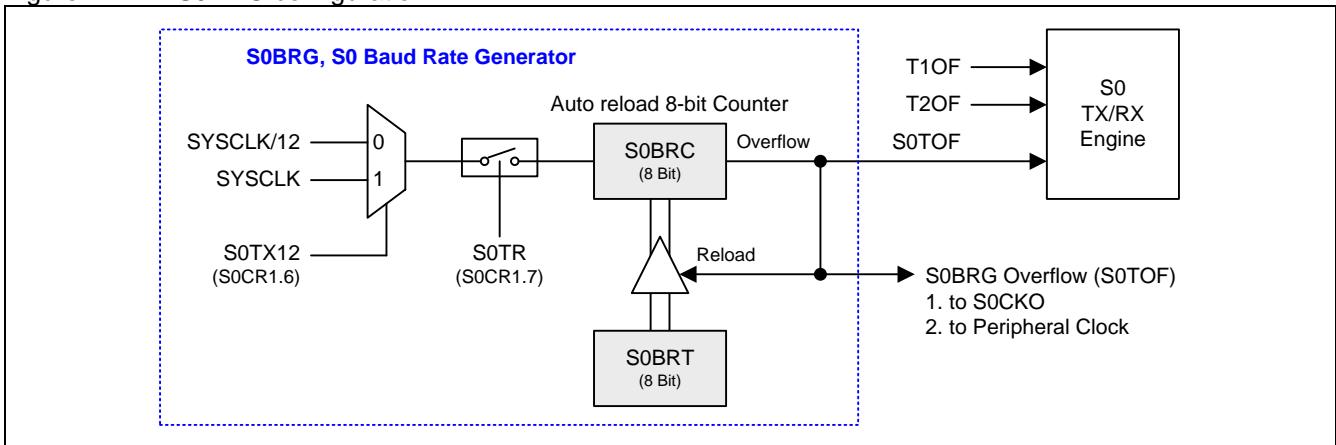 S0BRG, S0 Baud Rate Generator
Auto reload 8-bit Counter
SYSCLK/12
SYSCLK
0
1
S0TX12
(S0CR1.6)
S0TR
(S0CR1.7)
S0BRC
(8 Bit)
Overflow
Reload
S0BRT
(8 Bit)
T1OF
T2OF
S0TOF
S0
TX/RX
Engine
S0BRG Overflow (S0TOF)
1. to S0CKO
2. to Peripheral Clock